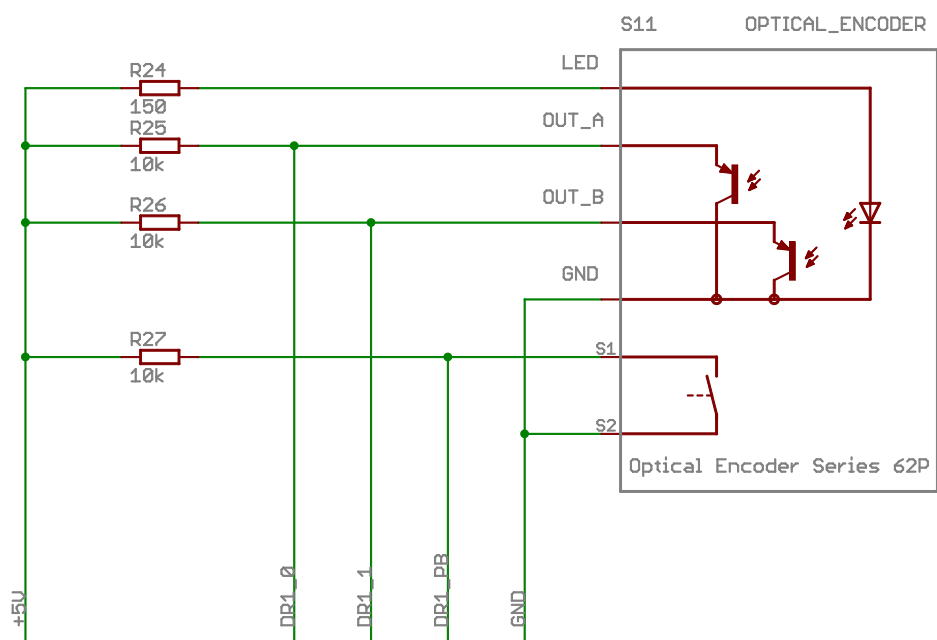 S11 OPTICAL_ENCODER
LED
R24
150
R25
10k
OUT_A
R26
10k
OUT_B
GND
R27
10k
S1
S2
Optical Encoder Series 62P
+5V
DR1_0
DR1_1
DR1_PB
GND